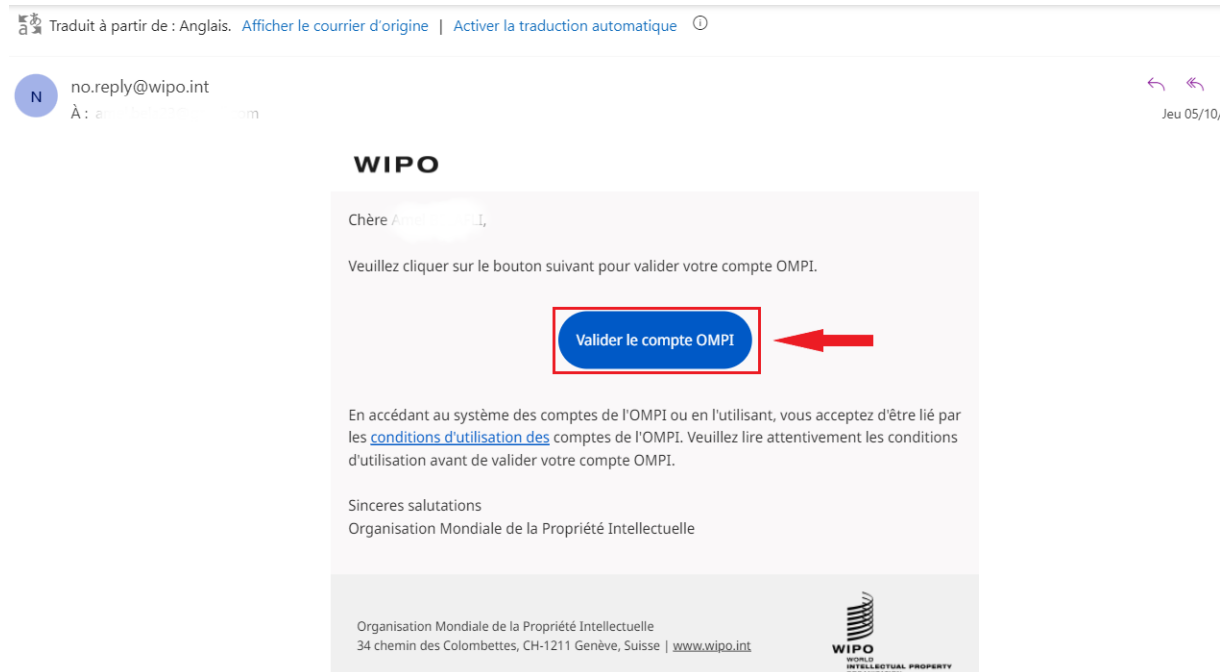 Traduit à partir de : Anglais. Afficher le courrier d'origine | Activer la traduction automatique
N
no.reply@wipo.int
À :
Jeu 05/10/
WIPO
Chère
Veuillez cliquer sur le bouton suivant pour valider votre compte OMPI.
Valider le compte OMPI
En accédant au système des comptes de l'OMPI ou en l'utilisant, vous acceptez d'être lié par
les conditions d'utilisation des comptes de l'OMPI. Veuillez lire attentivement les conditions
d'utilisation avant de valider votre compte OMPI.
Sinceres salutations
Organisation Mondiale de la Propriété Intellectuelle
Organisation Mondiale de la Propriété Intellectuelle
34 chemin des Colombettes, CH-1211 Genève, Suisse | www.wipo.int
WIPO
WORLD
INTELLECTUAL PROPERTY